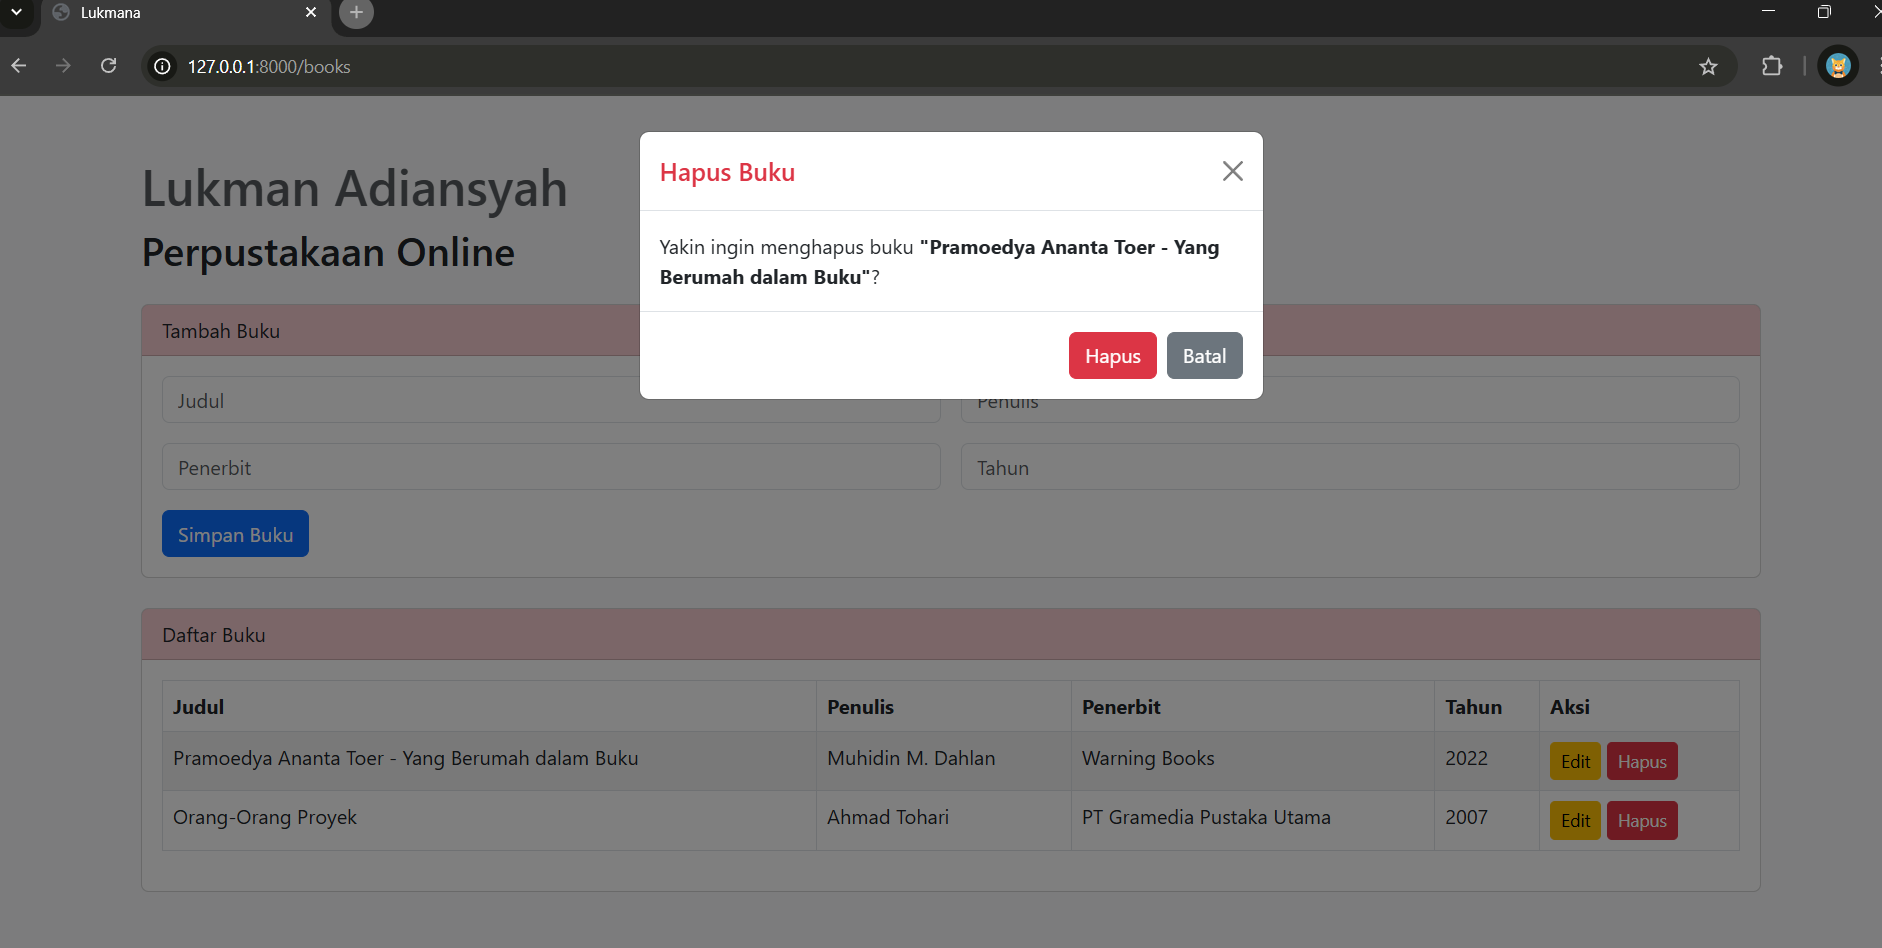 Lukmana
127.0.0.1:8000/books
Hapus Buku
Yakin ingin menghapus buku "Pramoedya Ananta Toer - Yang
Berumah dalam Buku"?
Hapus Batal
Lukman Adiansyah
Perpustakaan Online
Tambah Buku
Judul Penulis
Penerbit Tahun
Simpan Buku
Daftar Buku
Judul Penulis Penerbit Tahun Aksi
Pramoedya Ananta Toer - Yang Berumah dalam Buku Muhidin M. Dahlan Warning Books 2022 Edit Hapus
Orang-Orang Proyek Ahmad Tohari PT Gramedia Pustaka Utama 2007 Edit Hapus